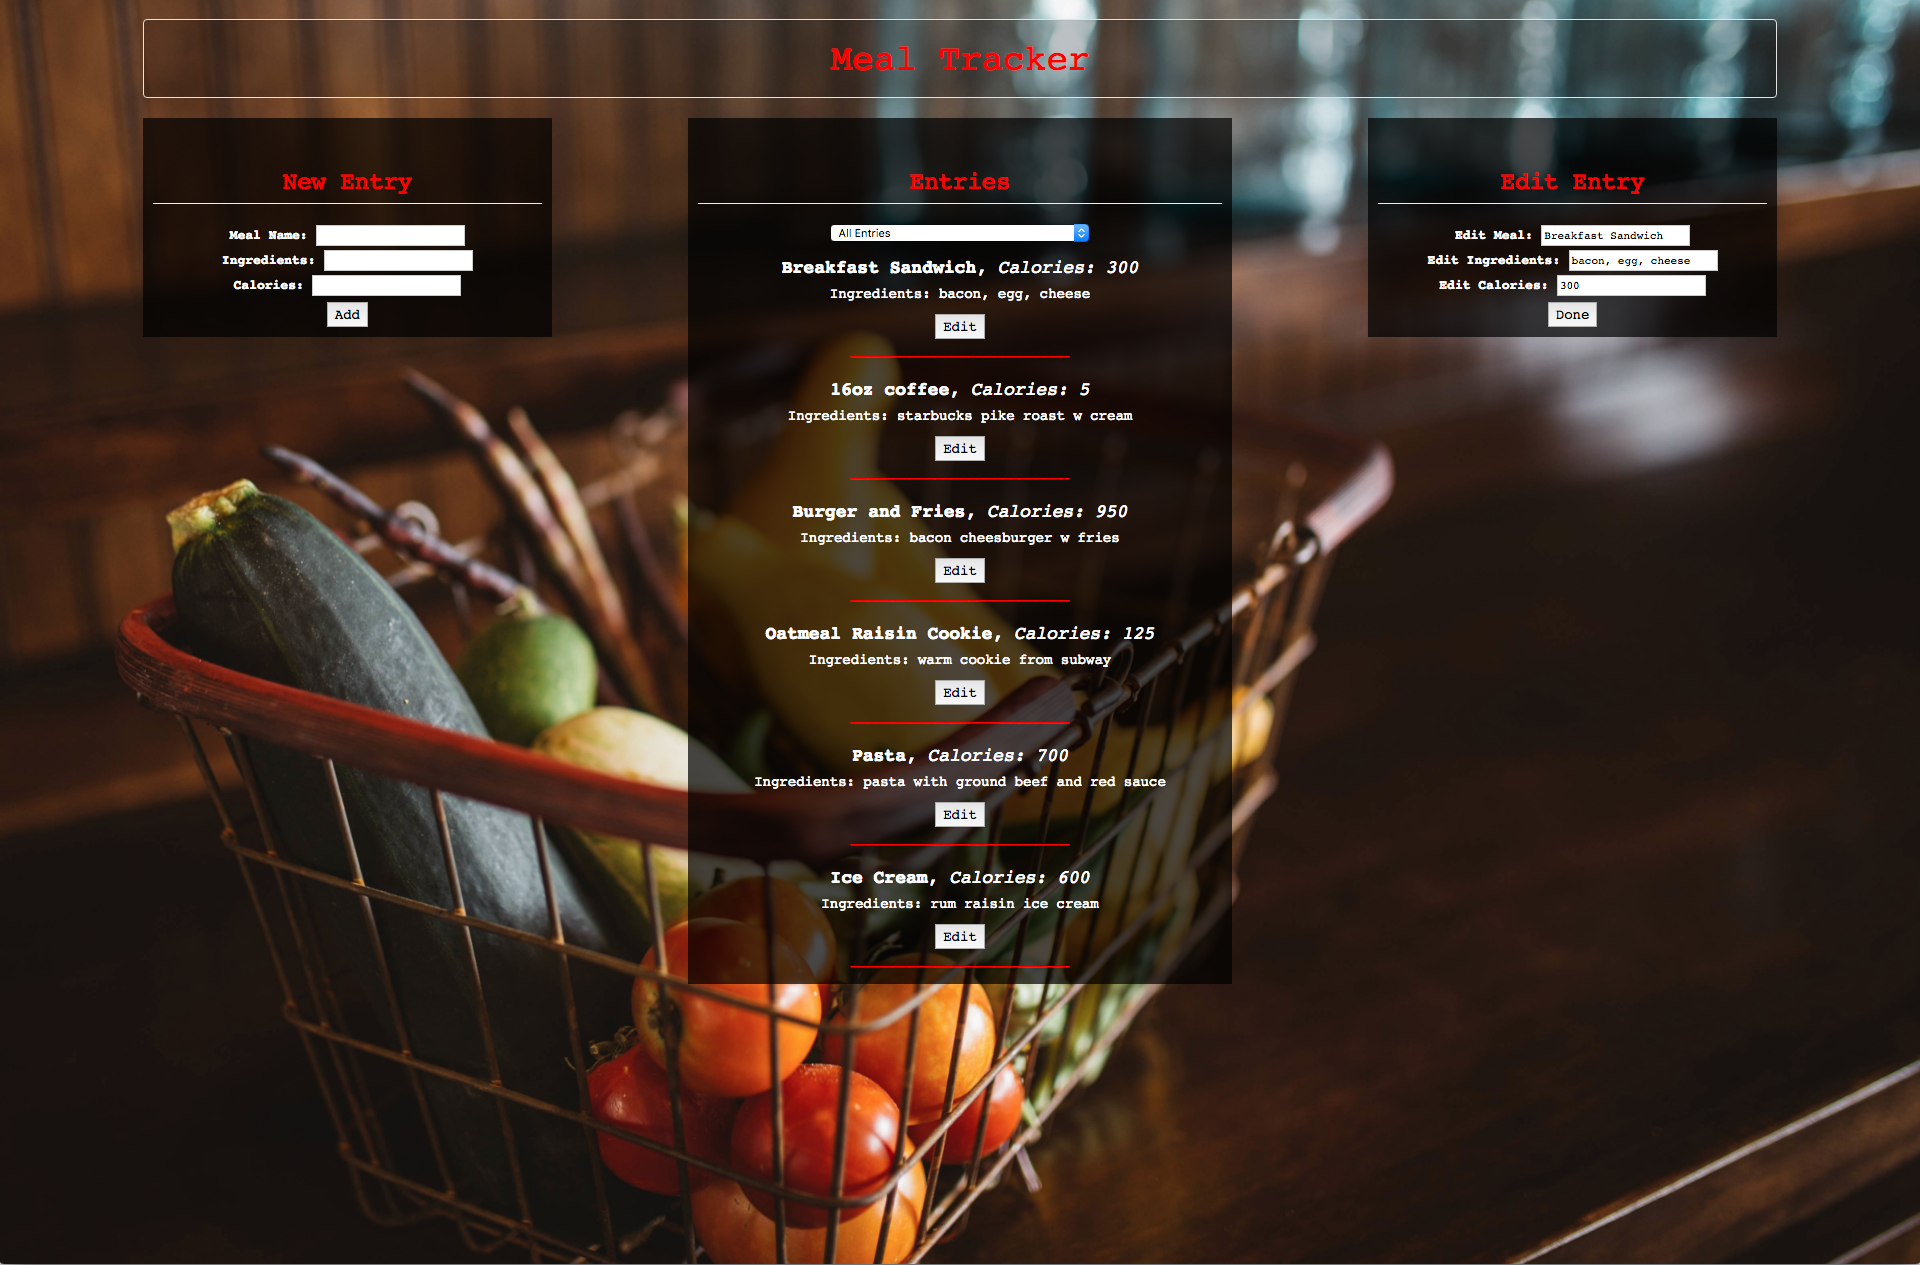 Meal Tracker
New Entry
Meal Name:
Ingredients:
Calories:
Add
Entries
All Entries
Breakfast Sandwich, Calories: 300
Ingredients: bacon, egg, cheese
Edit
16oz coffee, Calories: 5
Ingredients: starbucks pike roast w cream
Edit
Burger and Fries, Calories: 950
Ingredients: bacon cheesburger w fries
Edit
Oatmeal Raisin Cookie, Calories: 125
Ingredients: warm cookie from subway
Edit
Pasta, Calories: 700
Ingredients: pasta with ground beef and red sauce
Edit
Ice Cream, Calories: 600
Ingredients: rum raisin ice cream
Edit
Edit Entry
Edit Meal: Breakfast Sandwich
Edit Ingredients: bacon, egg, cheese
Edit Calories: 300
Done